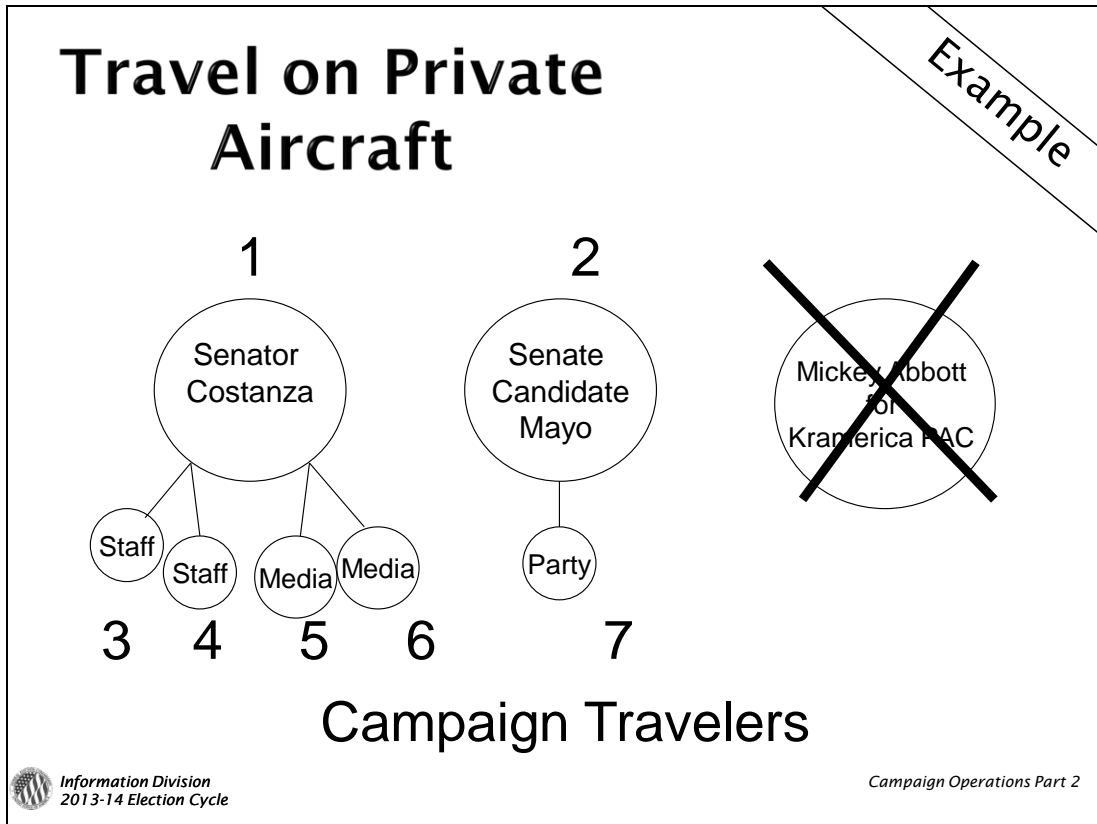 Travel on Private
Aircraft
Example
1
2
Senator
Costanza
Senate
Candidate
Mayo
Mickey Abbott
for
Kramerica PAC
Staff
Staff
Media
Media
Party
3
4
5
6
7
Campaign Travelers
Information Division
2013-14 Election Cycle
Campaign Operations Part 2